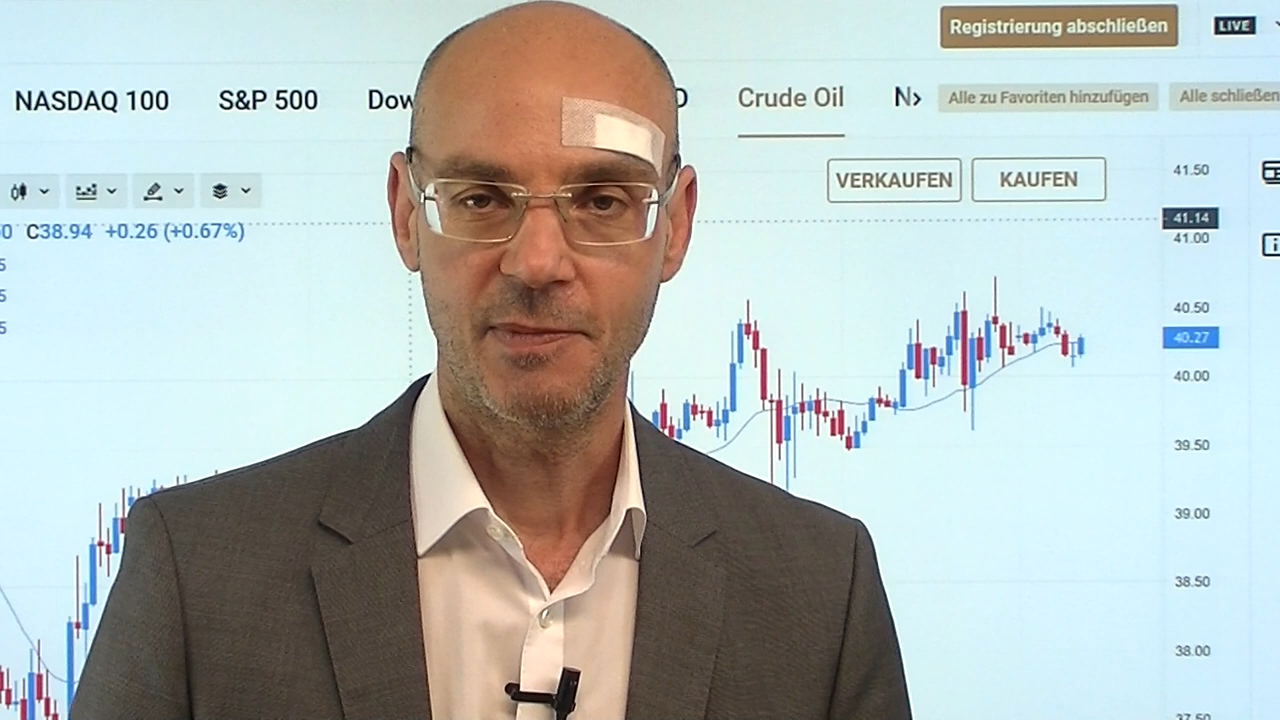 Registrierung abschließen
LIVE
NASDAQ 100
S&P 500
Crude Oil
Alle zu Favoriten hinzufügen
Alle schließen
VERKAUFEN
KAUFEN
C38.94 +0.26 (+0.67%)
41.50
41.14
41.00
40.50
40.27
40.00
39.50
39.00
38.50
38.00
37.50